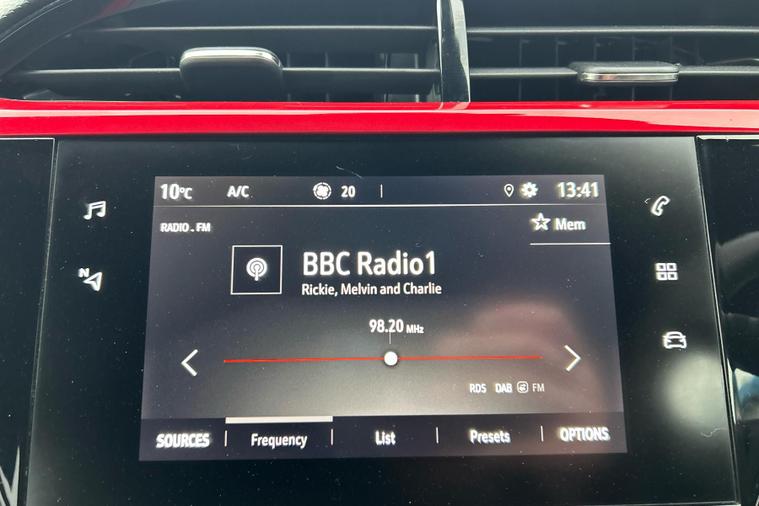 10°C A/C 20 13:41
RADIO . FM
Mem
BBC Radio1
Rickie, Melvin and Charlie
98.20 MHz
N
RDS DAB FM
SOURCES Frequency List Presets OPTIONS